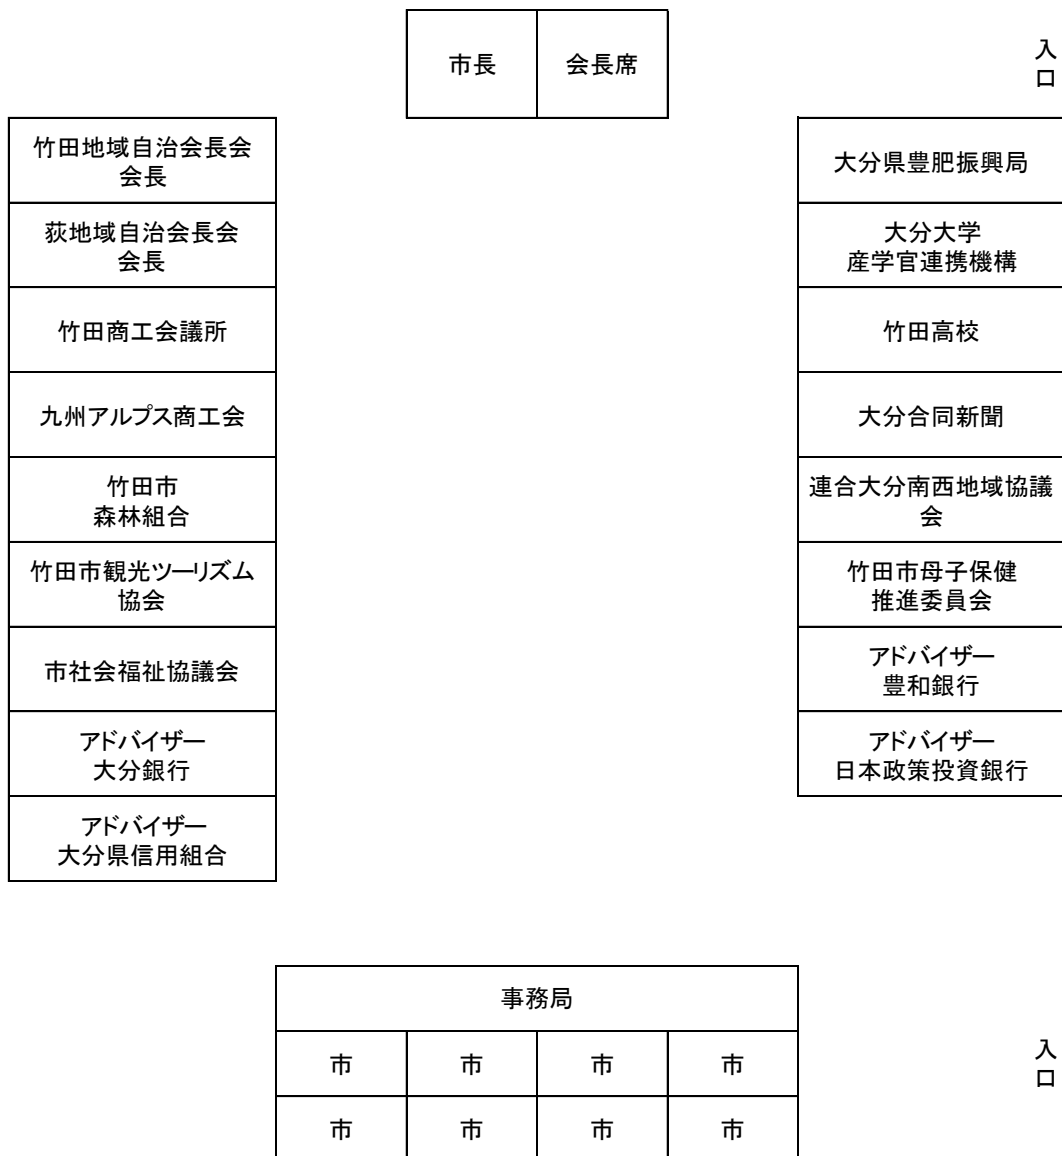 市長 会長席
入
口
竹田地域自治会長会
会長
荻地域自治会長会
会長
竹田商工会議所
九州アルプス商工会
竹田市
森林組合
竹田市観光ツーリズム
協会
市社会福祉協議会
アドバイザー
大分銀行
アドバイザー
大分県信用組合
大分県豊肥振興局
大分大学
産学官連携機構
竹田高校
大分合同新聞
連合大分南西地域協議
会
竹田市母子保健
推進委員会
アドバイザー
豊和銀行
アドバイザー
日本政策投資銀行
事務局
市 市 市 市
市 市 市 市
入
口